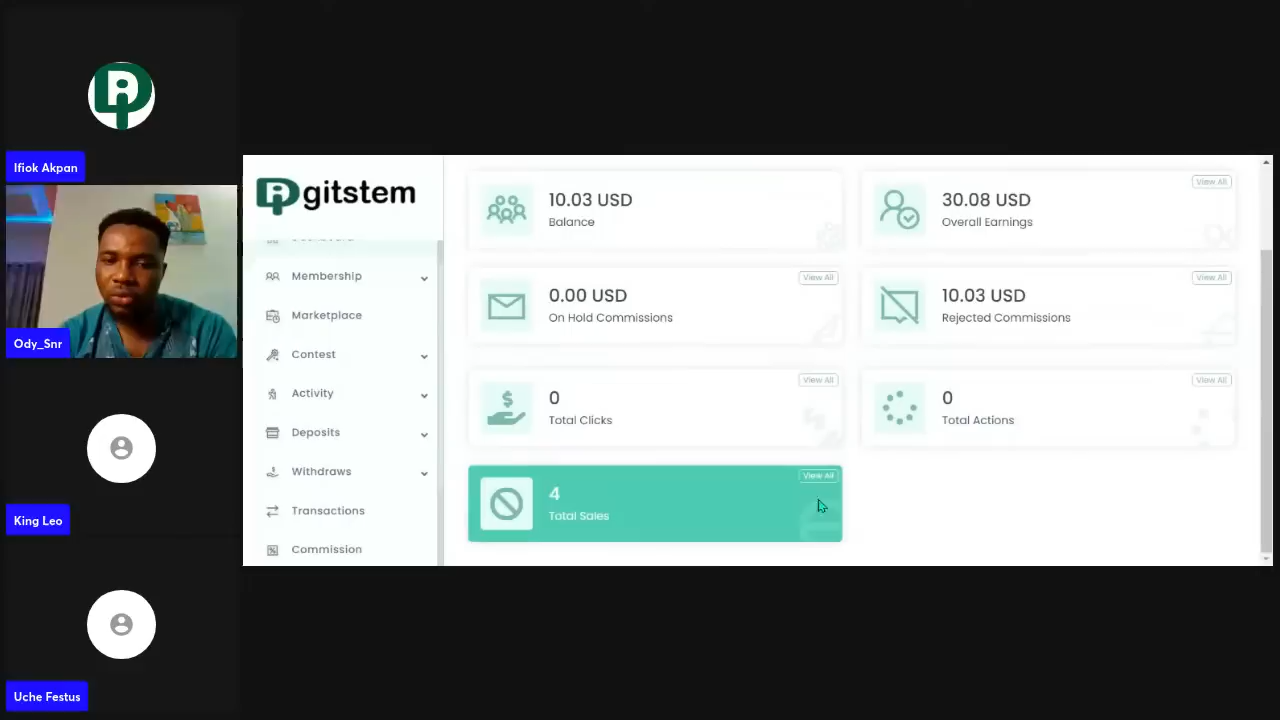 Ifiok Akpan
Ody_Snr
King Leo
Uche Festus
gitstem
Dashboard
Membership
Marketplace
Contest
Activity
Deposits
Withdraws
Transactions
Commission
10.03 USD
Balance
View All
30.08 USD
Overall Earnings
View All
0.00 USD
On Hold Commissions
View All
10.03 USD
Rejected Commissions
View All
0
Total Clicks
View All
0
Total Actions
View All
4
Total Sales